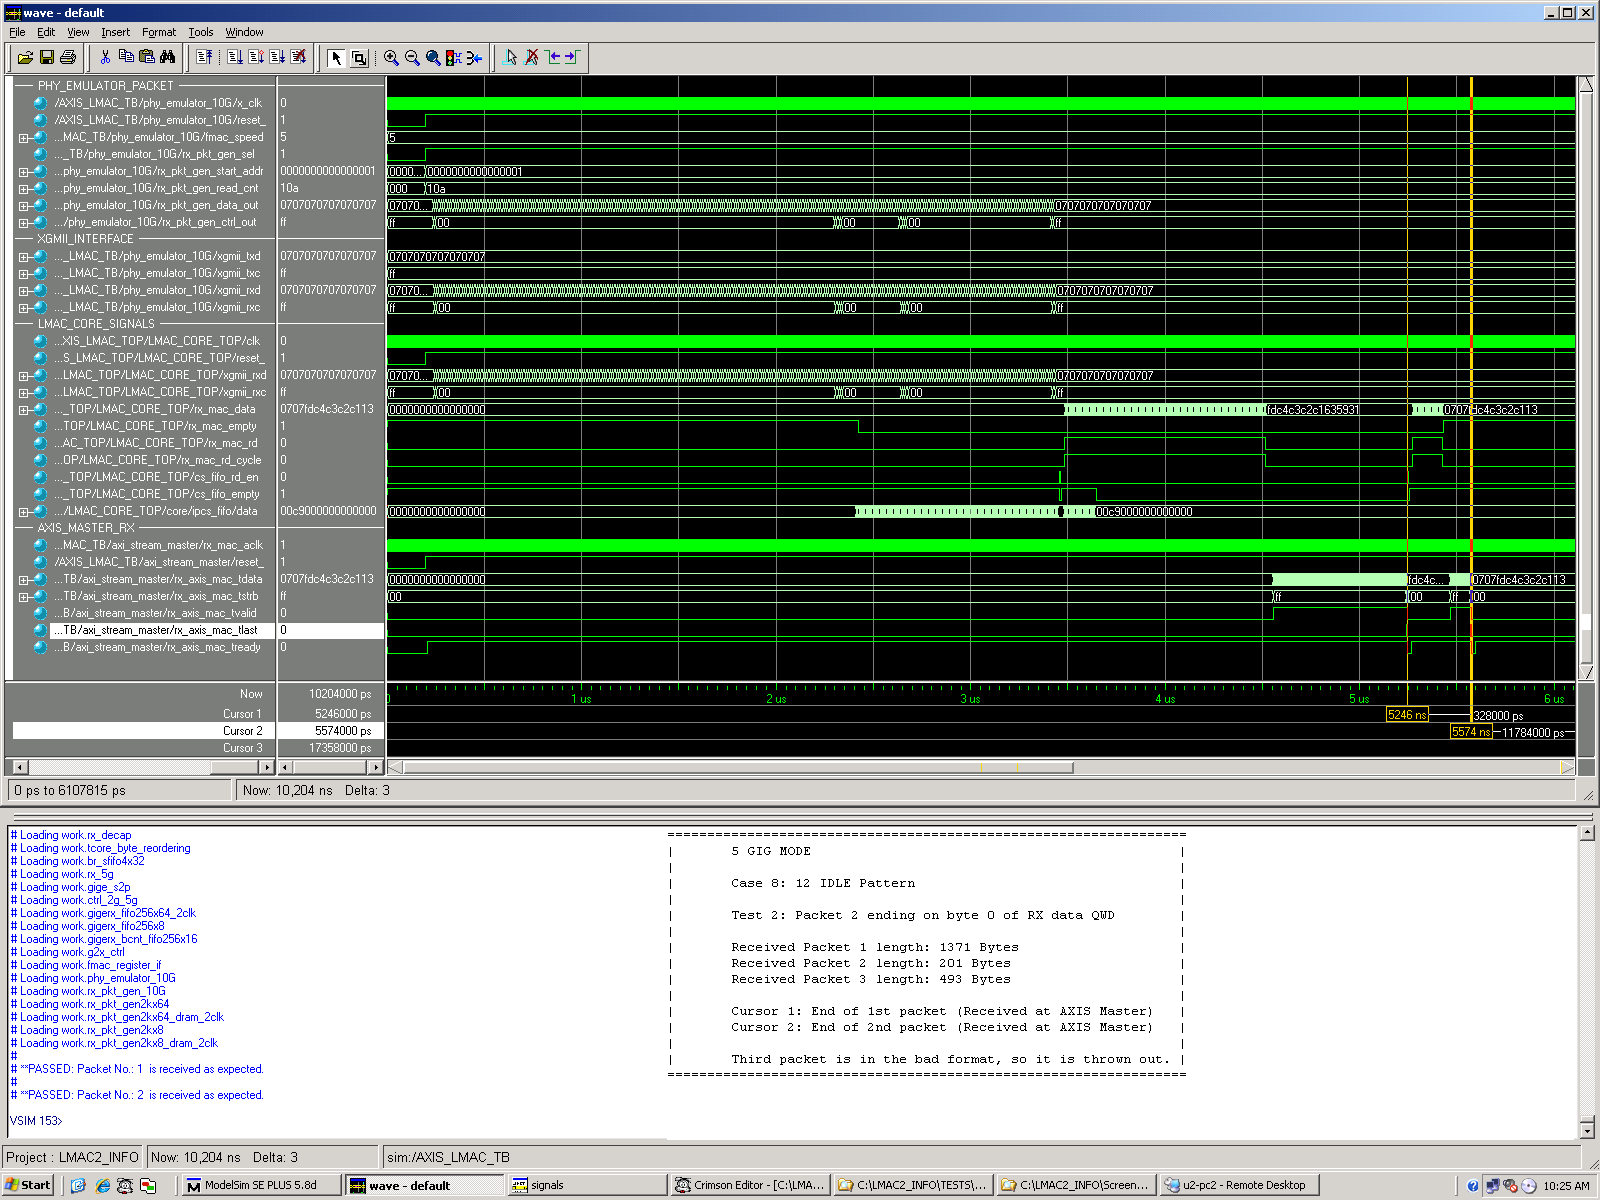 wave - default
File Edit View Insert Format Tools Window
PHY_EMULATOR_PACKET
/AXIS_LMAC_TB/phy_emulator_10G/x_clk 0
/AXIS_LMAC_TB/phy_emulator_10G/reset_ 1
...MAC_TB/phy_emulator_10G/fmac_speed 5 5
..._TB/phy_emulator_10G/rx_pkt_gen_sel 1
...phy_emulator_10G/rx_pkt_gen_start_addr 0000000000000001 0000... 0000000000000001
...phy_emulator_10G/rx_pkt_gen_read_cnt 10a 000 10a
...phy_emulator_10G/rx_pkt_gen_data_out 0707070707070707 07070... 0707070707070707
.../phy_emulator_10G/rx_pkt_gen_ctrl_out ff ff 00 00 00 ff
XGMII_INTERFACE
..._LMAC_TB/phy_emulator_10G/xgmii_txd 0707070707070707 0707070707070707
..._LMAC_TB/phy_emulator_10G/xgmii_txc ff ff
..._LMAC_TB/phy_emulator_10G/xgmii_rxd 0707070707070707 07070... 0707070707070707
..._LMAC_TB/phy_emulator_10G/xgmii_rxc ff ff 00 00 00 ff
LMAC_CORE_SIGNALS
...XIS_LMAC_TOP/LMAC_CORE_TOP/clk 0
...S_LMAC_TOP/LMAC_CORE_TOP/reset_ 1
...LMAC_TOP/LMAC_CORE_TOP/xgmii_rxd 0707070707070707 07070... 0707070707070707
...LMAC_TOP/LMAC_CORE_TOP/xgmii_rxc ff ff 00 00 00 ff
..._TOP/LMAC_CORE_TOP/rx_mac_data 0707fdc4c3c2c113 0000000000000000 fdc4c3c2c1635931 0707fdc4c3c2c113
...TOP/LMAC_CORE_TOP/rx_mac_empty 1
...AC_TOP/LMAC_CORE_TOP/rx_mac_rd 0
...OP/LMAC_CORE_TOP/rx_mac_rd_cycle 0
..._TOP/LMAC_CORE_TOP/cs_fifo_rd_en 0
..._TOP/LMAC_CORE_TOP/cs_fifo_empty 1
.../LMAC_CORE_TOP/core/ipcs_fifo/data 00c9000000000000 0000000000000000 00c9000000000000
AXIS_MASTER_RX
...MAC_TB/axi_stream_master/rx_mac_aclk 1
/AXIS_LMAC_TB/axi_stream_master/reset_ 1
...TB/axi_stream_master/rx_axis_mac_tdata 0707fdc4c3c2c113 0000000000000000 fdc4c... 0707fdc4c3c2c113
...TB/axi_stream_master/rx_axis_mac_tstrb ff 00 ff 00 ff 00
...B/axi_stream_master/rx_axis_mac_tvalid 0
...TB/axi_stream_master/rx_axis_mac_tlast 0
...B/axi_stream_master/rx_axis_mac_tready 0
Now 10204000 ps 0 1 us 2 us 3 us 4 us 5 us 6 us
Cursor 1 5246000 ps 5246 ns 328000 ps
Cursor 2 5574000 ps 5574 ns 11784000 ps
Cursor 3 17358000 ps
0 ps to 6107815 ps Now: 10,204 ns Delta: 3
# Loading work.rx_decap
# Loading work.tcore_byte_reordering
# Loading work.br_sfifo4x32
# Loading work.rx_5g
# Loading work.gige_s2p
# Loading work.ctrl_2g_5g
# Loading work.gigerx_fifo256x64_2clk
# Loading work.gigerx_fifo256x8
# Loading work.gigerx_bcnt_fifo256x16
# Loading work.g2x_ctrl
# Loading work.fmac_register_if
# Loading work.phy_emulator_10G
# Loading work.rx_pkt_gen_10G
# Loading work.rx_pkt_gen2kx64
# Loading work.rx_pkt_gen2kx64_dram_2clk
# Loading work.rx_pkt_gen2kx8
# Loading work.rx_pkt_gen2kx8_dram_2clk
#
# **PASSED: Packet No.: 1 is received as expected.
#
# **PASSED: Packet No.: 2 is received as expected.
VSIM 153>
5 GIG MODE
Case 8: 12 IDLE Pattern
Test 2: Packet 2 ending on byte 0 of RX data QWD
Received Packet 1 length: 1371 Bytes
Received Packet 2 length: 201 Bytes
Received Packet 3 length: 493 Bytes
Cursor 1: End of 1st packet (Received at AXIS Master)
Cursor 2: End of 2nd packet (Received at AXIS Master)
Third packet is in the bad format, so it is thrown out.
Project : LMAC2_INFO Now: 10,204 ns Delta: 3 sim:/AXIS_LMAC_TB
Start ModelSim SE PLUS 5.8d wave - default signals Crimson Editor - [C:\LMA... C:\LMAC2_INFO\TESTS\... C:\LMAC2_INFO\Screen... u2-pc2 - Remote Desktop 10:25 AM